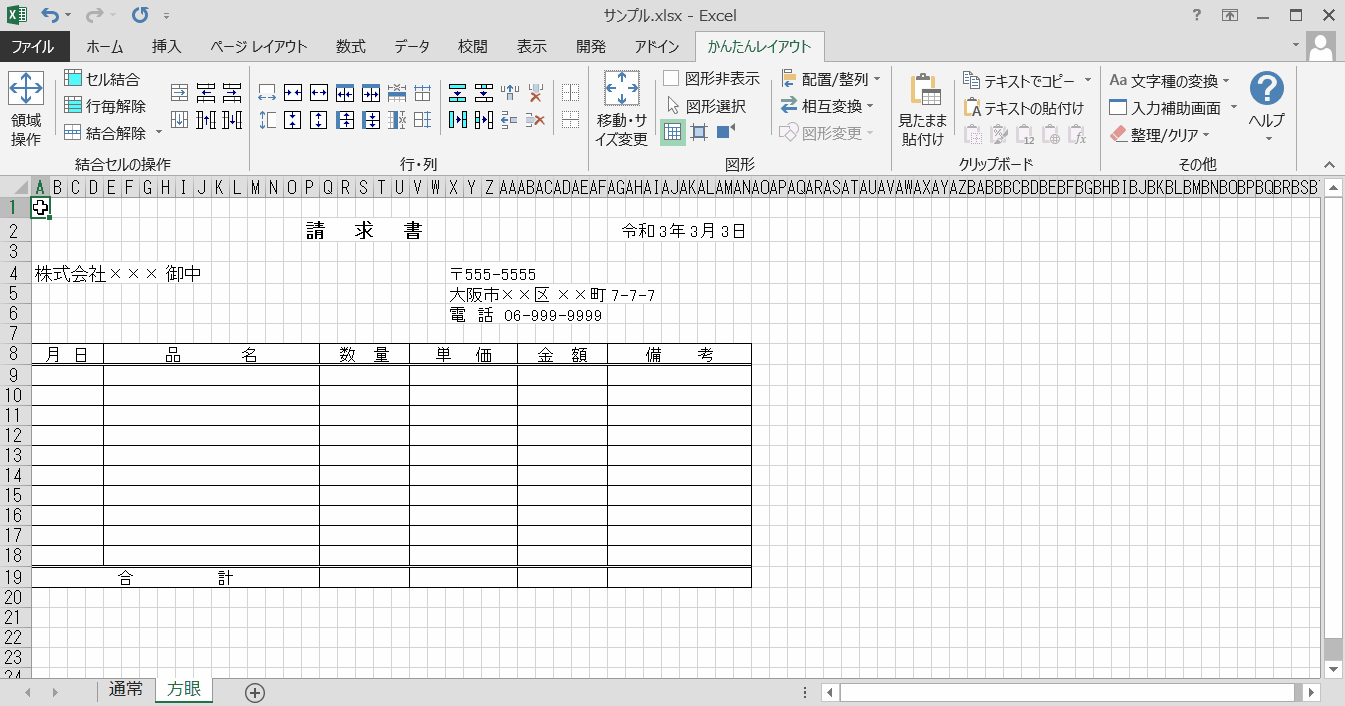 サンプル.xlsx - Excel
ファイル ホーム 挿入 ページ レイアウト 数式 データ 校閲 表示 開発 アドイン かんたんレイアウト
領域操作
セル結合
行毎解除
結合解除
結合セルの操作
行・列
移動・サイズ変更
図形非表示
図形選択
配置/整列
相互変換
図形変更
図形
見たまま貼付け
テキストでコピー
テキストの貼付け
クリップボード
Aa 文字種の変換
入力補助画面
整理/クリア
その他
ヘルプ
A B C D E F G H I J K L M N O P Q R S T U V W X Y Z AA AB AC AD AE AF AG AH AI AJ AK AL AM AN AO AP AQ AR AS AT AU AV AW AX AY AZ BA BB BC BD BE BF BG BH BI BJ BK BL BM BN BO BP BQ BR BS BT
1
2 請 求 書 令和3年3月3日
3
4 株式会社××× 御中 〒555-5555
5 大阪市××区××町7-7-7
6 電 話 06-999-9999
7
8 月 日 品 名 数 量 単 価 金 額 備 考
9
10
11
12
13
14
15
16
17
18
19 合 計
20
21
22
23
24
通常 方眼